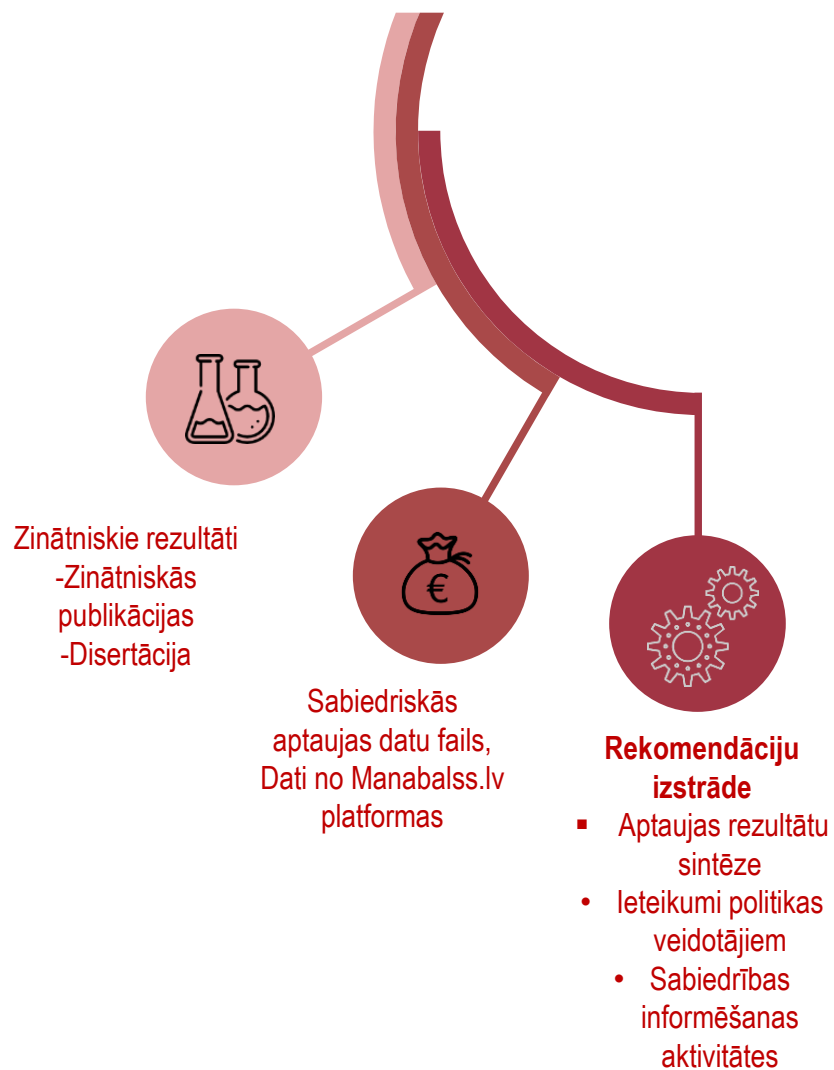 Zinātniskie rezultāti
-Zinātniskās
publikācijas
-Disertācija
€
Sabiedriskās
aptaujas datu fails,
Dati no Manabalss.lv
platformas
Rekomendāciju
izstrāde
▪ Aptaujas rezultātu
sintēze
• Ieteikumi politikas
veidotājiem
• Sabiedrības
informēšanas
aktivitātes